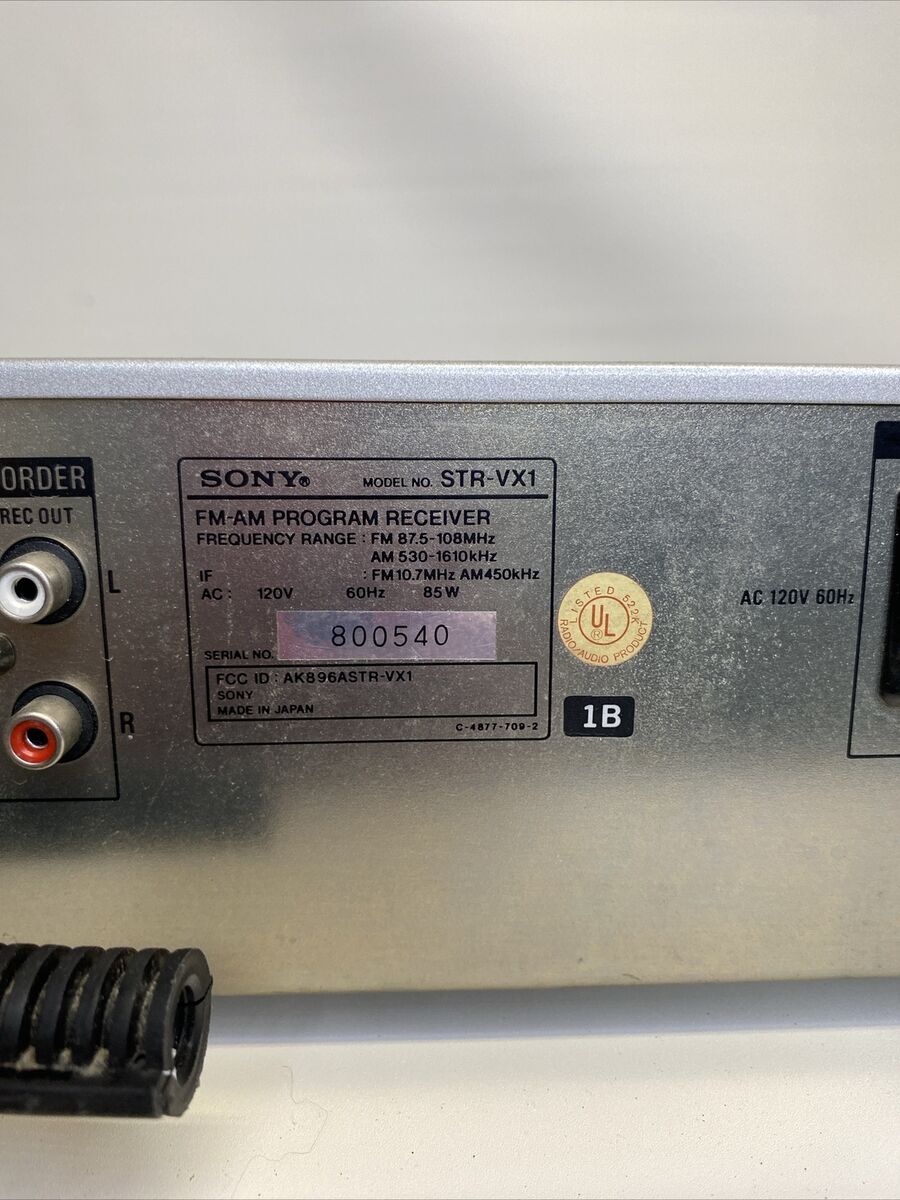 ORDER
REC OUT
L
R
SONY®
MODEL NO. STR-VX1
FM-AM PROGRAM RECEIVER
FREQUENCY RANGE : FM 87.5-108MHz
AM 530-1610kHz
IF : FM10.7MHz AM450kHz
AC : 120V 60Hz 85W
SERIAL NO. 800540
FCC ID : AK896ASTR-VX1
SONY
MADE IN JAPAN
C-4877-709-2
LISTED 522K
UL
®
RADIO/AUDIO PRODUCT
1B
AC 120V 60Hz